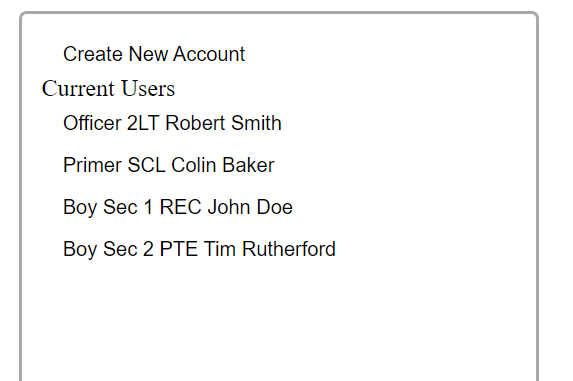 Create New Account
Current Users
Officer 2LT Robert Smith
Primer SCL Colin Baker
Boy Sec 1 REC John Doe
Boy Sec 2 PTE Tim Rutherford